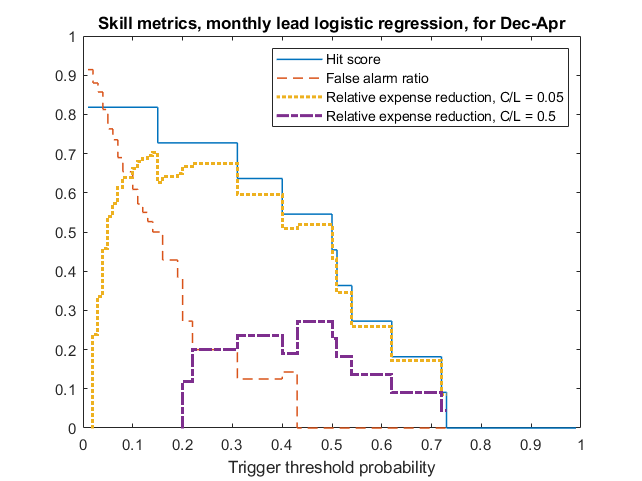 Skill metrics, monthly lead logistic regression, for Dec-Apr
1
0.9
0.8
0.7
0.6
0.5
0.4
0.3
0.2
0.1
0
Hit score
False alarm ratio
Relative expense reduction, C/L = 0.05
Relative expense reduction, C/L = 0.5
0 0.1 0.2 0.3 0.4 0.5 0.6 0.7 0.8 0.9 1
Trigger threshold probability